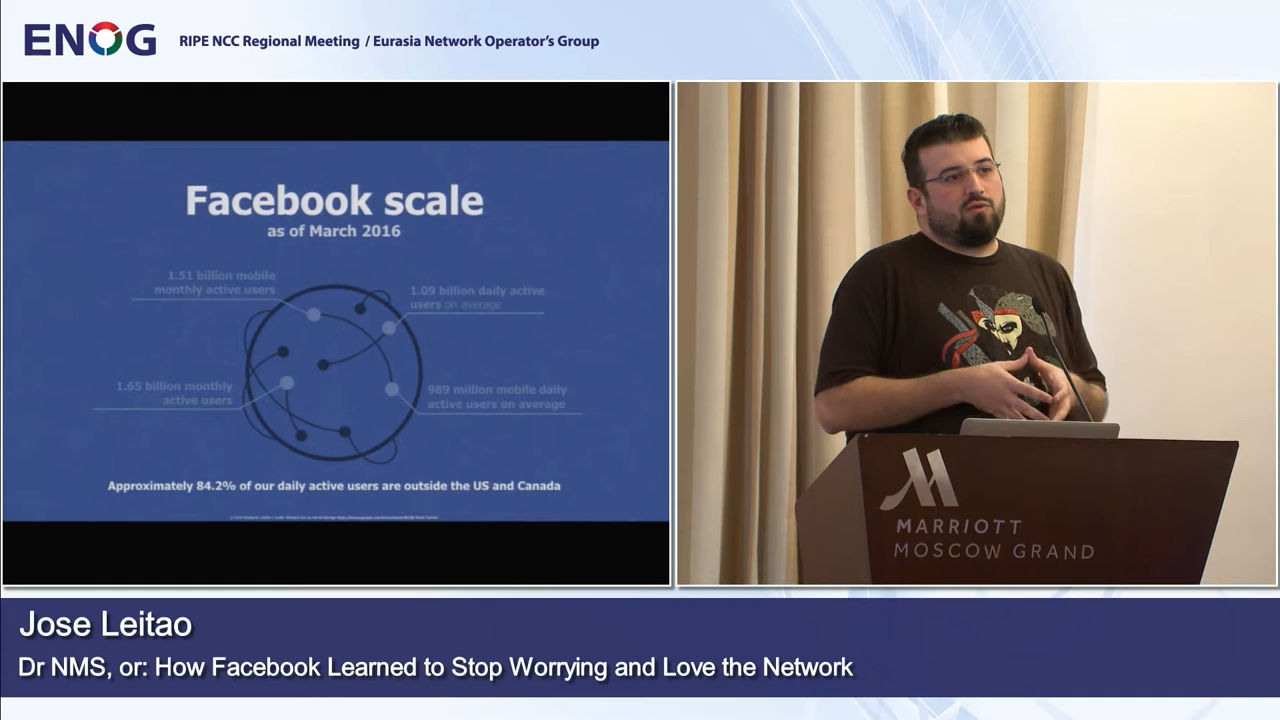 ENOG
RIPE NCC Regional Meeting / Eurasia Network Operator's Group
Facebook scale
as of March 2016
1.51 billion mobile
monthly active users
1.09 billion daily active
users on average
1.65 billion monthly
active users
989 million mobile daily
active users on average
Approximately 84.2% of our daily active users are outside the US and Canada
MARRIOTT
MOSCOW GRAND
Jose Leitao
Dr NMS, or: How Facebook Learned to Stop Worrying and Love the Network